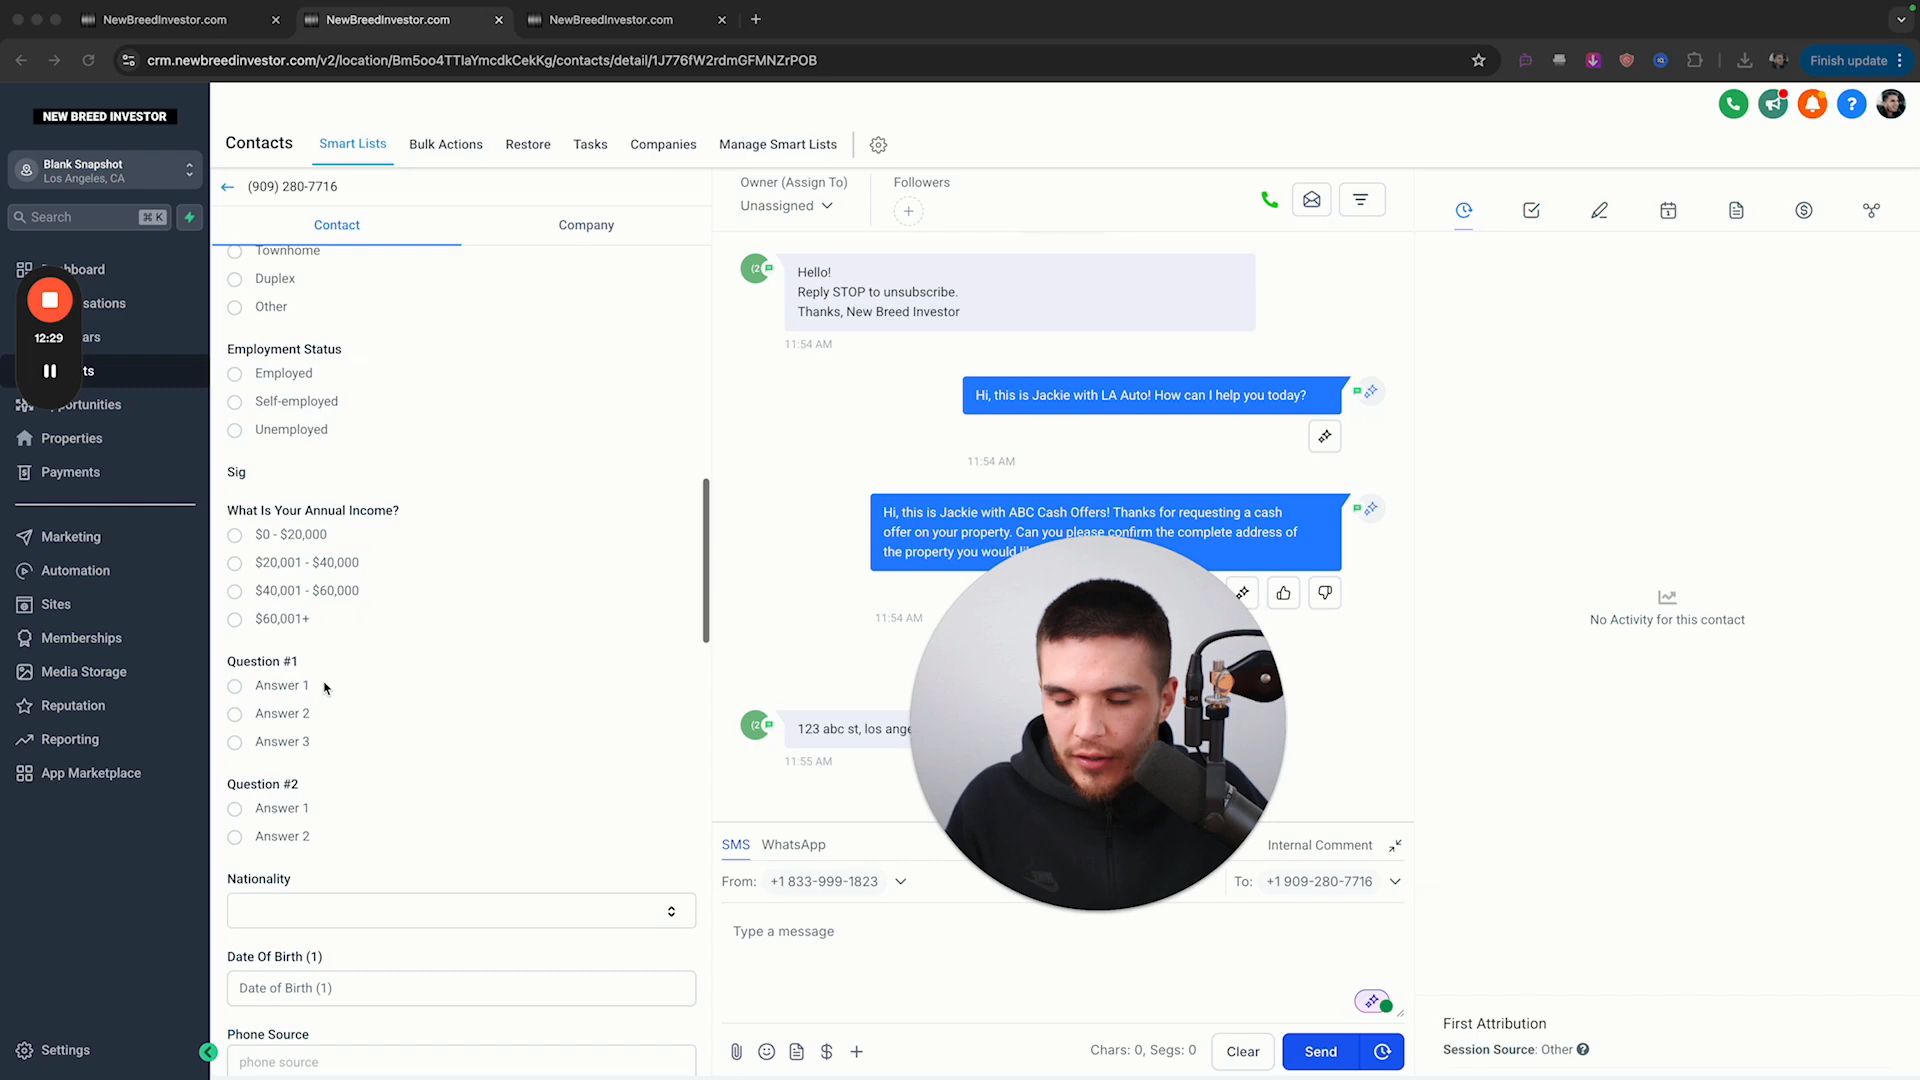 NewBreedInvestor.com
NewBreedInvestor.com
NewBreedInvestor.com
crm.newbreedinvestor.com/v2/location/Bm5oo4TTIaYmcdkCekKg/contacts/detail/1J776fW2rdmGFMNZrPOB
Finish update
NEW BREED INVESTOR
Blank Snapshot
Los Angeles, CA
Search
⌘ K
Dashboard
sations
ars
ts
Opportunities
Properties
Payments
Marketing
Automation
Sites
Memberships
Media Storage
Reputation
Reporting
App Marketplace
Settings
12:29
Contacts
Smart Lists
Bulk Actions
Restore
Tasks
Companies
Manage Smart Lists
(909) 280-7716
Contact
Company
Townhome
Duplex
Other
Employment Status
Employed
Self-employed
Unemployed
Sig
What Is Your Annual Income?
$0 - $20,000
$20,001 - $40,000
$40,001 - $60,000
$60,001+
Question #1
Answer 1
Answer 2
Answer 3
Question #2
Answer 1
Answer 2
Nationality
Date Of Birth (1)
Date of Birth (1)
Phone Source
phone source
Owner (Assign To)
Unassigned
Followers
(2
Hello!
Reply STOP to unsubscribe.
Thanks, New Breed Investor
11:54 AM
Hi, this is Jackie with LA Auto! How can I help you today?
11:54 AM
Hi, this is Jackie with ABC Cash Offers! Thanks for requesting a cash
offer on your property. Can you please confirm the complete address of
the property you would
11:54 AM
(2
123 abc st, los ange
11:55 AM
SMS
WhatsApp
Internal Comment
From: +1 833-999-1823
To: +1 909-280-7716
Type a message
Chars: 0, Segs: 0
Clear
Send
No Activity for this contact
First Attribution
Session Source: Other